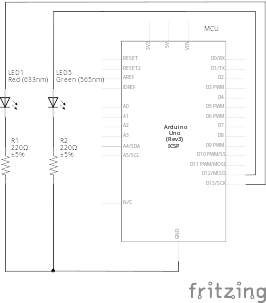 MCU
3V3
5V
VIN
RESET
RESET2
AREF
IOREF
A0
A1
A2
A3
A4/SDA
A5/SCL
N/C
D0/RX
D1/TX
D2
D3 PWM
D4
D5 PWM
D6 PWM
D7
D8
D9 PWM
D10 PWM/SS
D11 PWM/MOSI
D12/MISO
D13/SCK
Arduino
Uno
(Rev3)
ICSP
GND
LED1
Red (633nm)
LED5
Green (565nm)
R1
220Ω
±5%
R2
220Ω
±5%
fritzing